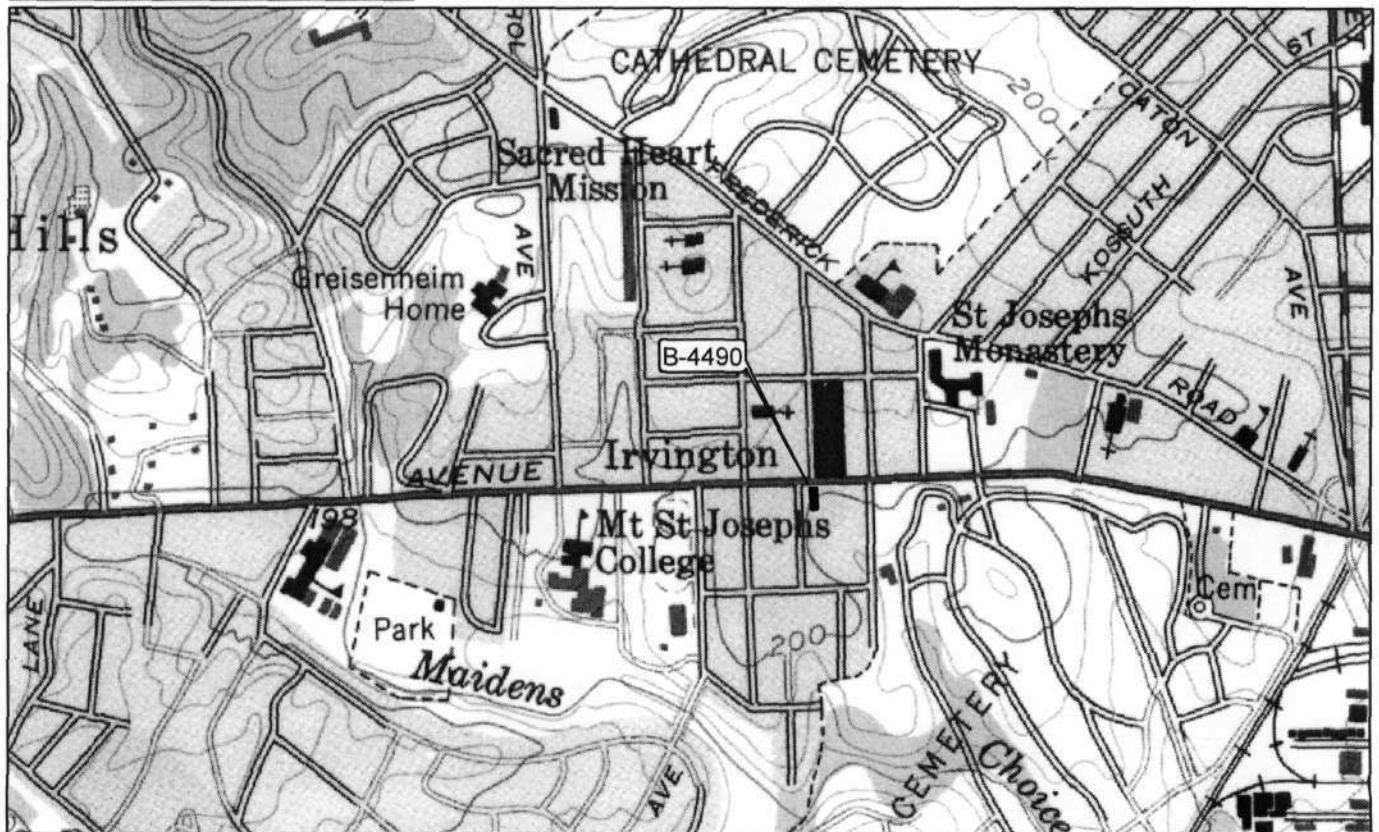 CATHEDRAL CEMETERY
200
ST
CATON
Sacred Heart
Mission
FREDERICK
KOSSUTH
Hills
AVE
AVE
Greisenheim
Home
St Josephs
Monastery
B-4490
ROAD
Irvington
AVENUE
198
Mt St Josephs
College
Cem
LANE
Park
Maidens
200
CEMETERY
Choice
AVE